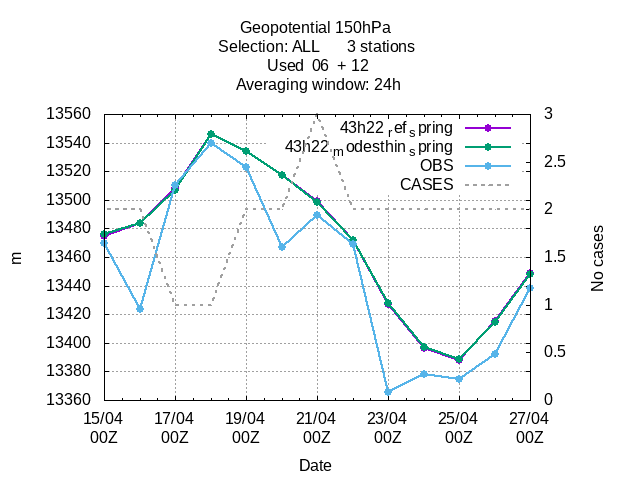 Geopotential 150hPa
Selection: ALL      3 stations
Used  06  + 12
Averaging window: 24h
13560
13540
13520
13500
13480
13460
13440
13420
13400
13380
13360
m
43h22 refs pring
43h22 modesthins pring
OBS
CASES
3
2.5
2
1.5
1
0.5
0
No cases
15/04 17/04 19/04 21/04 23/04 25/04 27/04
00Z 00Z 00Z 00Z 00Z 00Z 00Z
Date